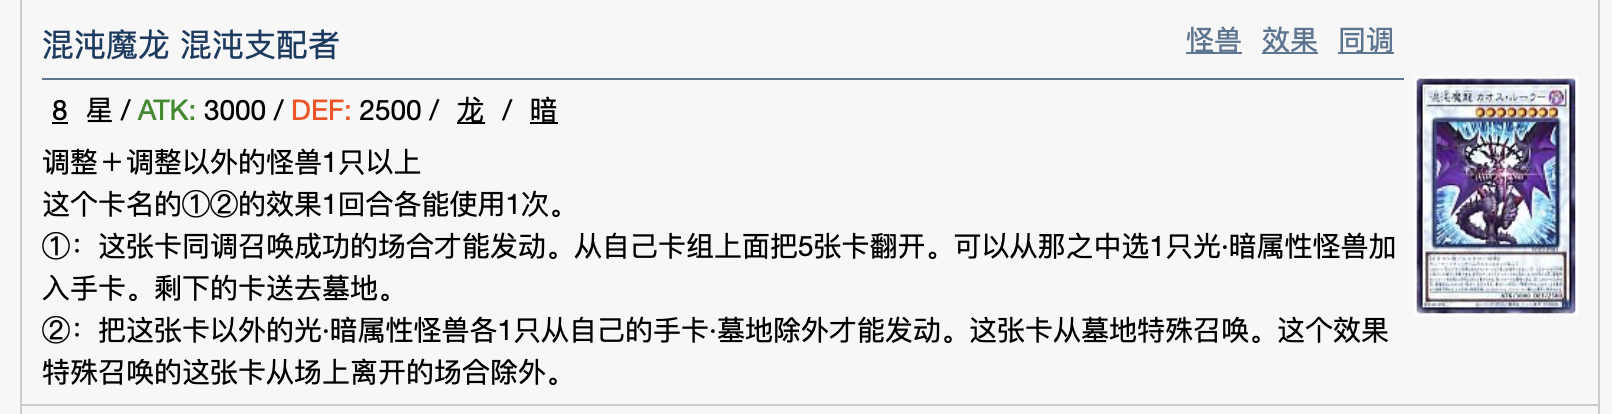 混沌魔龙 混沌支配者
怪兽 效果 同调
8 星 / ATK: 3000 / DEF: 2500 / 龙 / 暗
调整＋调整以外的怪兽1只以上
这个卡名的①②的效果1回合各能使用1次。
①：这张卡同调召唤成功的场合才能发动。从自己卡组上面把5张卡翻开。可以从那之中选1只光·暗属性怪兽加
入手卡。剩下的卡送去墓地。
②：把这张卡以外的光·暗属性怪兽各1只从自己的手卡·墓地除外才能发动。这张卡从墓地特殊召唤。这个效果
特殊召唤的这张卡从场上离开的场合除外。
混沌魔龍 カオス・ルーラー
ATK/3000 DEF/2500